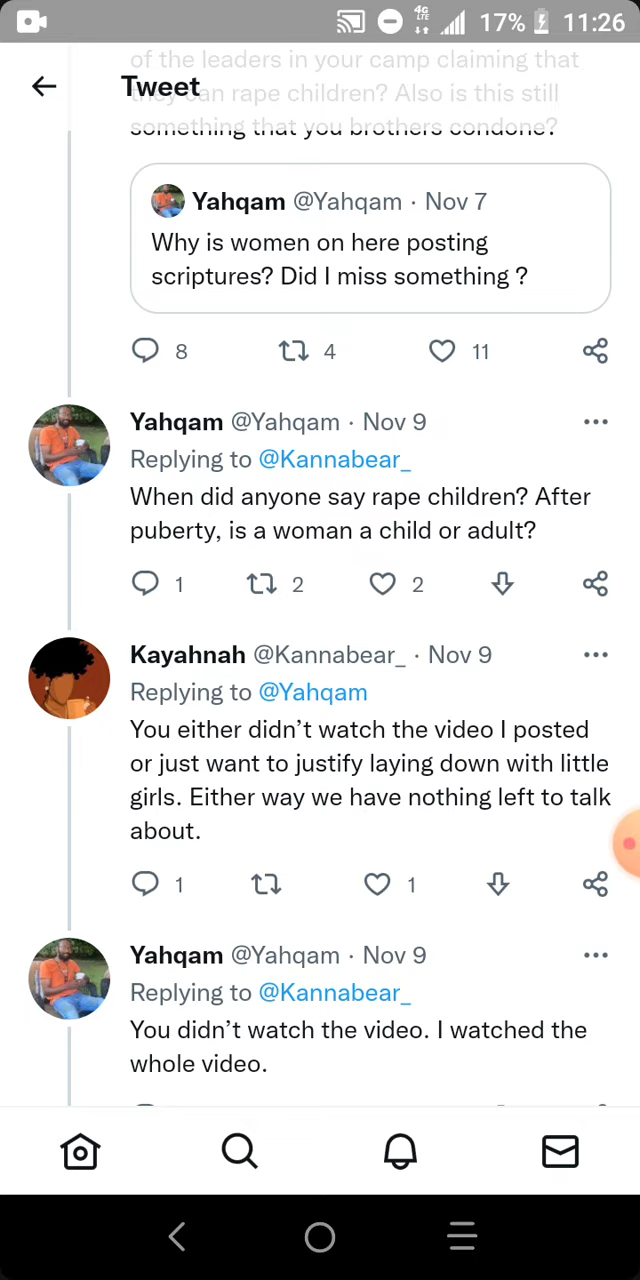 4G
LTE
17%
11:26
of the leaders in your camp claiming that
Tweet
they can rape children? Also is this still
something that you brothers condone?
Yahqam @Yahqam · Nov 7
Why is women on here posting
scriptures? Did I miss something ?
8 4 11
Yahqam @Yahqam · Nov 9
Replying to @Kannabear_
When did anyone say rape children? After
puberty, is a woman a child or adult?
1 2 2
Kayahnah @Kannabear_ · Nov 9
Replying to @Yahqam
You either didn’t watch the video I posted
or just want to justify laying down with little
girls. Either way we have nothing left to talk
about.
1 1
Yahqam @Yahqam · Nov 9
Replying to @Kannabear_
You didn’t watch the video. I watched the
whole video.